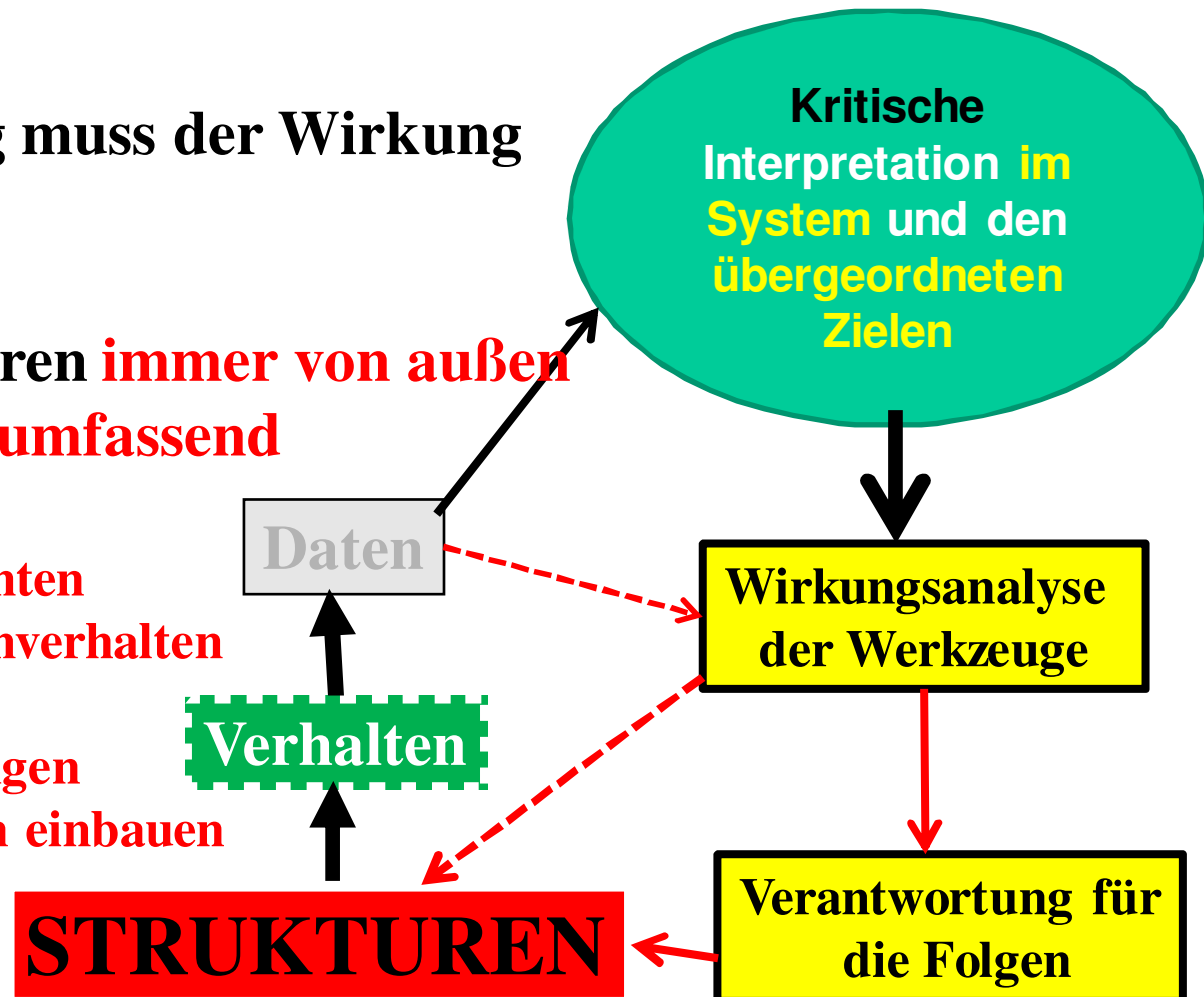 g muss der Wirkung
ren immer von außen
umfassend
nten
nverhalten
gen
n einbauen
Kritische
Interpretation im
System und den
übergeordneten
Zielen
Daten
Wirkungsanalyse
der Werkzeuge
Verhalten
Verantwortung für
die Folgen
STRUKTUREN